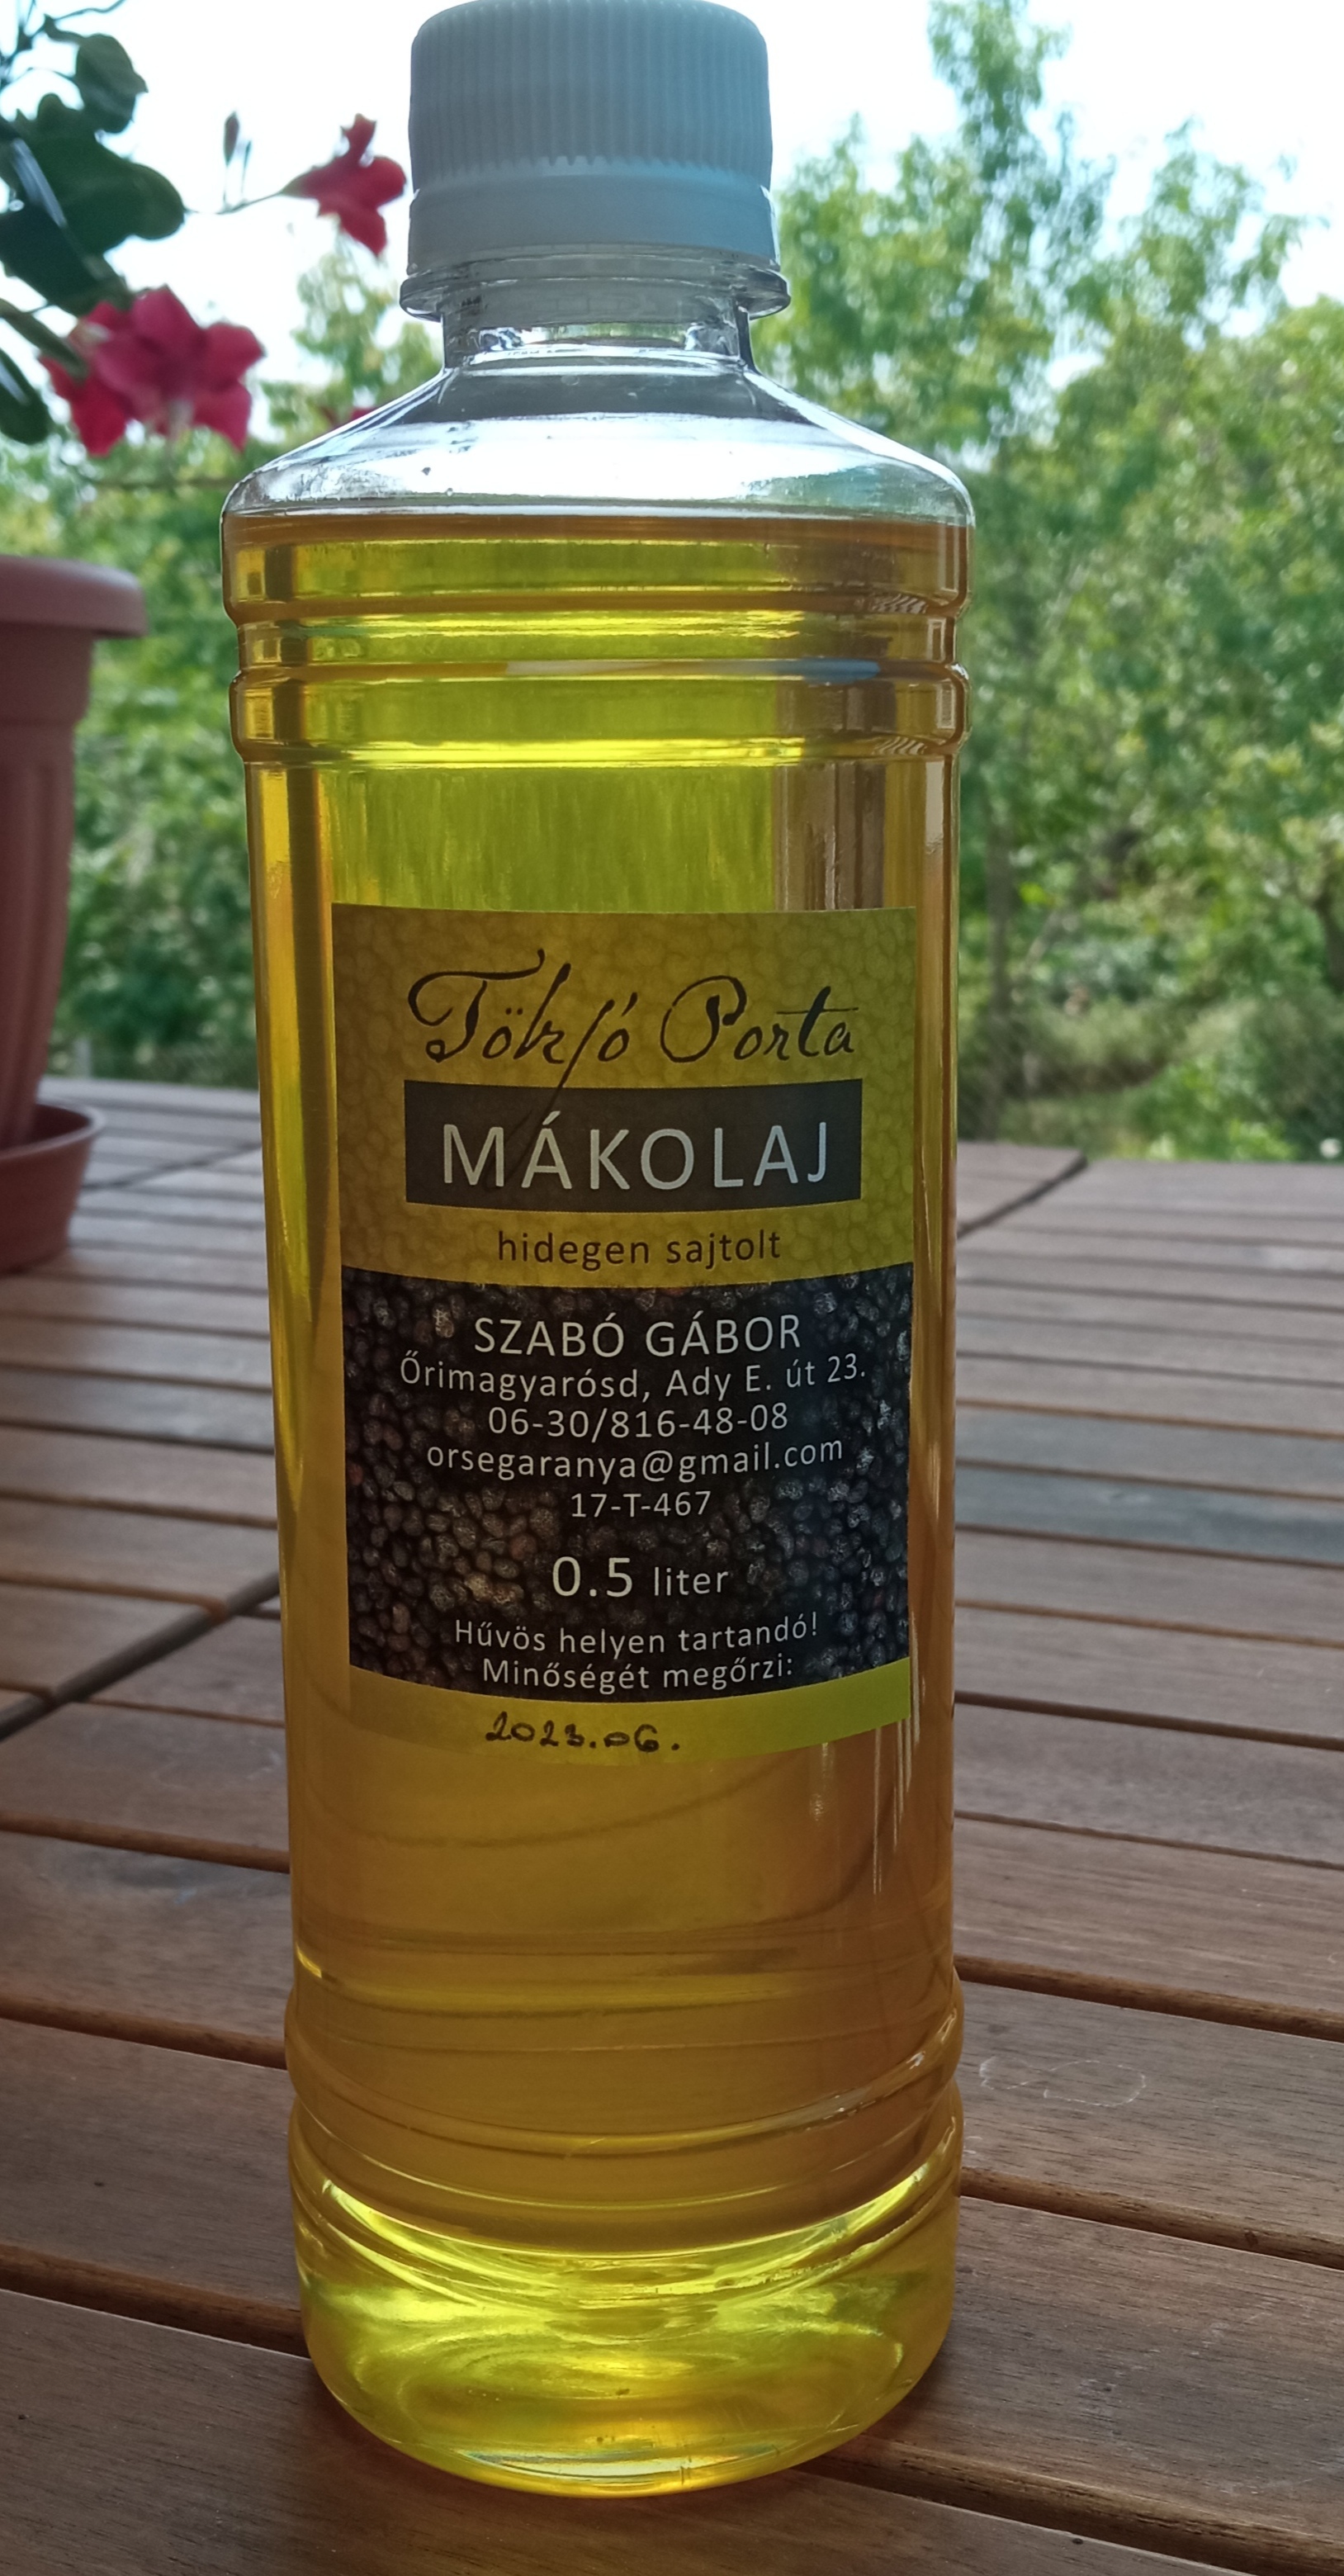 Tökjó Porta
MÁKOLAJ
hidegen sajtolt
SZABÓ GÁBOR
Őrimagyarósd, Ady E. út 23.
06-30/816-48-08
orsegaranya@gmail.com
17-T-467
0.5 liter
Hűvös helyen tartandó!
Minőségét megőrzi:
2023.06.